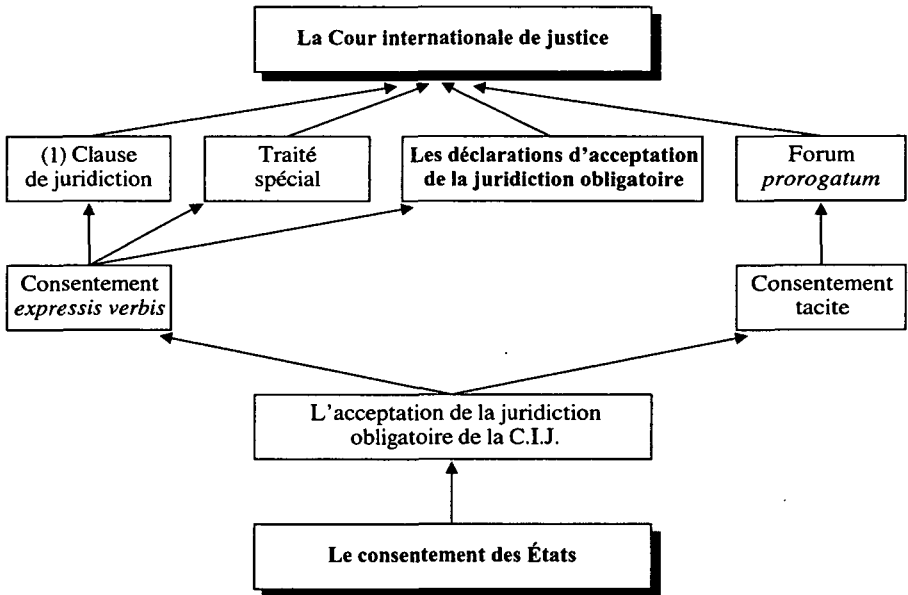 La Cour internationale de justice
(1) Clause
de juridiction
Traité
spécial
Les déclarations d'acceptation
de la juridiction obligatoire
Forum
prorogatum
Consentement
expressis verbis
Consentement
tacite
L'acceptation de la juridiction
obligatoire de la C.I.J.
Le consentement des États